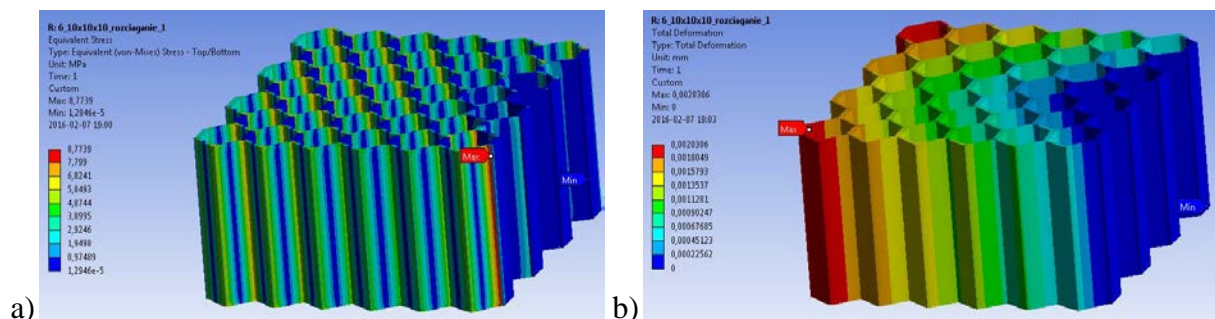 R: 6_10x10x10_rozciaganie_1
Equivalent Stress
Type: Equivalent (von-Mises) Stress - Top/Bottom
Unit: MPa
Time: 1
Custom
Max: 8,7739
Min: 1,2846e-5
2016-02-07 19:00
8,7739
7,799
6,8241
5,8493
4,8744
3,8995
2,9246
1,9498
0,97489
1,2846e-5
Max
Min
a)
R: 6_10x10x10_rozciaganie_1
Total Deformation
Type: Total Deformation
Unit: mm
Time: 1
Custom
Max: 0,0020306
Min: 0
2016-02-07 19:03
0,0020306
0,0018049
0,0015793
0,0013537
0,0011281
0,00090247
0,00067685
0,00045123
0,00022562
0
Max
Min
b)